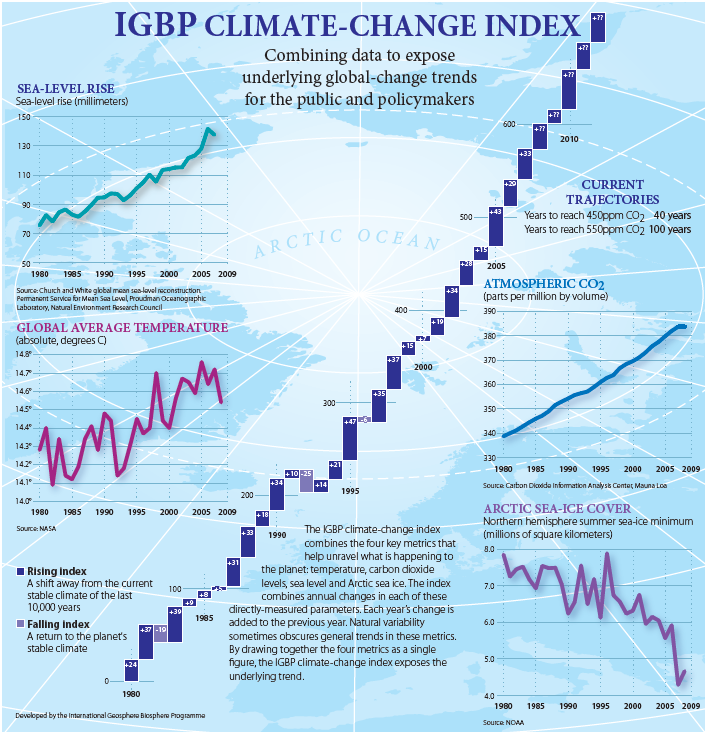 IGBP CLIMATE-CHANGE INDEX
Combining data to expose
underlying global-change trends
for the public and policymakers
SEA-LEVEL RISE
Sea-level rise (millimeters)
150
130
110
90
70
50
1980 1985 1990 1995 2000 2005 2009
Source: Church and White global mean sea-level reconstruction.
Permanent Service for Mean Sea Level, Proudman Oceanographic
Laboratory, Natural Environment Research Council
GLOBAL AVERAGE TEMPERATURE
(absolute, degrees C)
14.8°
14.7°
14.6°
14.5°
14.4°
14.3°
14.2°
14.1°
14.0°
1980 1985 1990 1995 2000 2005 2009
Source: NASA
Rising index
A shift away from the current
stable climate of the last
10,000 years
Falling index
A return to the planet's
stable climate
Developed by the International Geosphere Biosphere Programme
ARCTIC OCEAN
0
100
200
300
400
500
600
+24
+37
-19
+39
+9
+8
+31
+33
+18
+34
+10
-25
+14
+21
+47
-6
+35
+37
+15
+7
+19
+34
+28
+15
+43
+29
+33
+??
+??
+??
+??
+??
1980
1985
1990
1995
2000
2005
2010
The IGBP climate-change index
combines the four key metrics that
help unravel what is happening to
the planet: temperature, carbon dioxide
levels, sea level and Arctic sea ice. The index
combines annual changes in each of these
directly-measured parameters. Each year's change is
added to the previous year. Natural variability
sometimes obscures general trends in these metrics.
By drawing together the four metrics as a single
figure, the IGBP climate-change index exposes the
underlying trend.
CURRENT
TRAJECTORIES
Years to reach 450ppm CO2 40 years
Years to reach 550ppm CO2 100 years
ATMOSPHERIC CO2
(parts per million by volume)
390
380
370
360
350
340
330
1980 1985 1990 1995 2000 2005 2009
Source: Carbon Dioxide Information Analysis Center, Mauna Loa
ARCTIC SEA-ICE COVER
Northern hemisphere summer sea-ice minimum
(millions of square kilometers)
8.0
7.0
6.0
5.0
4.0
1980 1985 1990 1995 2000 2005 2009
Source: NOAA